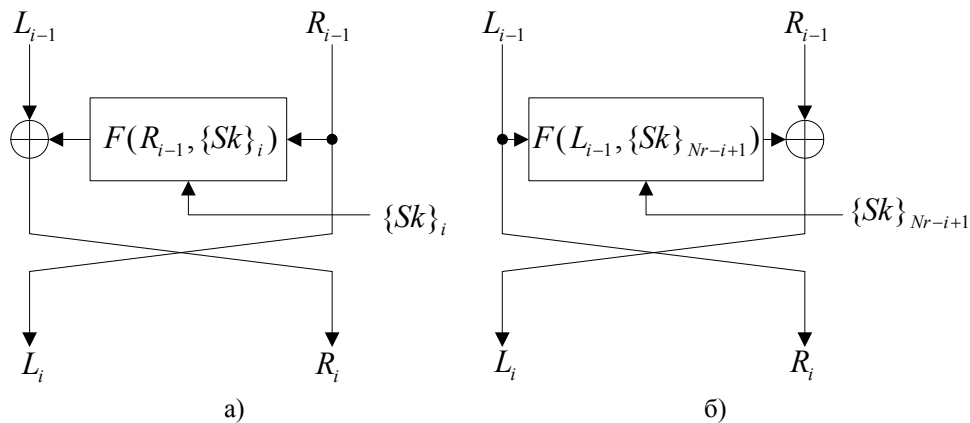 L_{i-1} R_{i-1} L_{i-1} R_{i-1}
F(R_{i-1}, {Sk}_i) F(L_{i-1}, {Sk}_{Nr-i+1})
{Sk}_i {Sk}_{Nr-i+1}
L_i R_i L_i R_i
а) б)